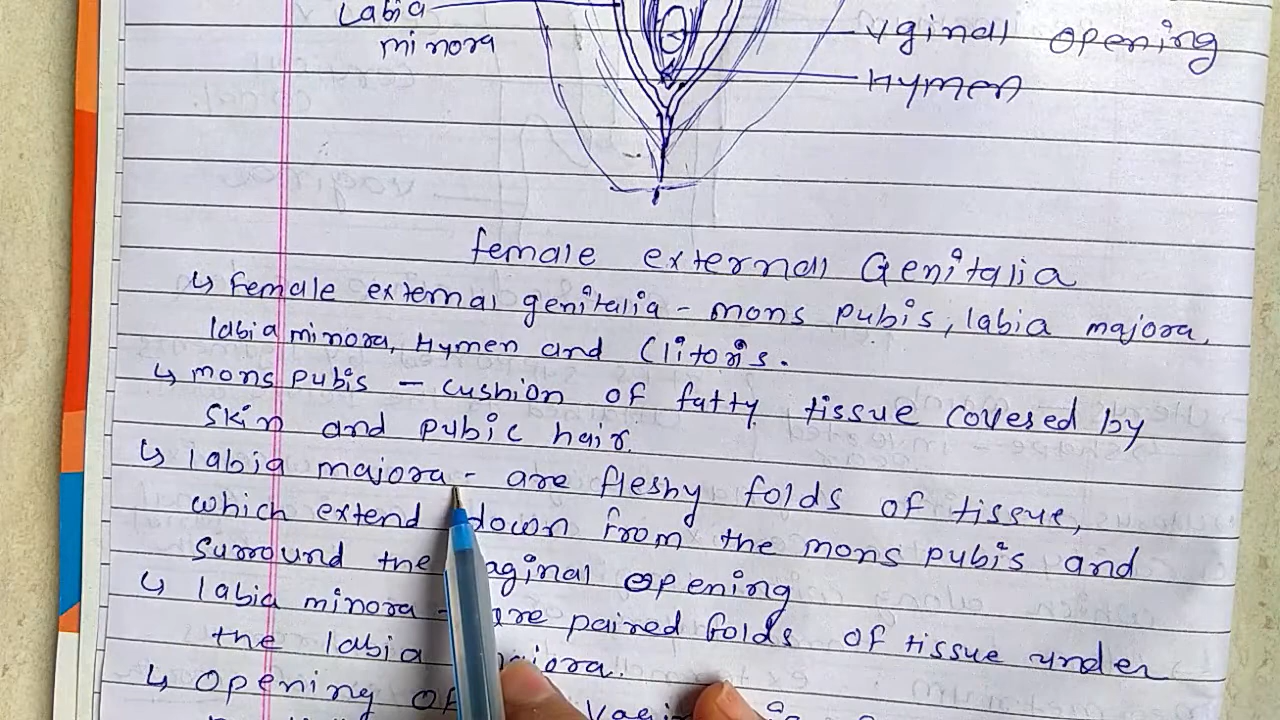 Labia
minora
Vginal opening
Hymen
female external Genitalia
↳ Female external genitalia - mons pubis, labia majora,
labia minora, Hymen and Clitoris.
↳ mons pubis - cushion of fatty tissue covered by
skin and pubic hair.
↳ labia majora - are fleshy folds of tissue,
which extend down from the mons pubis and
surround the vaginal opening
↳ labia minora - are paired folds of tissue under
the labia majora.
↳ Opening of